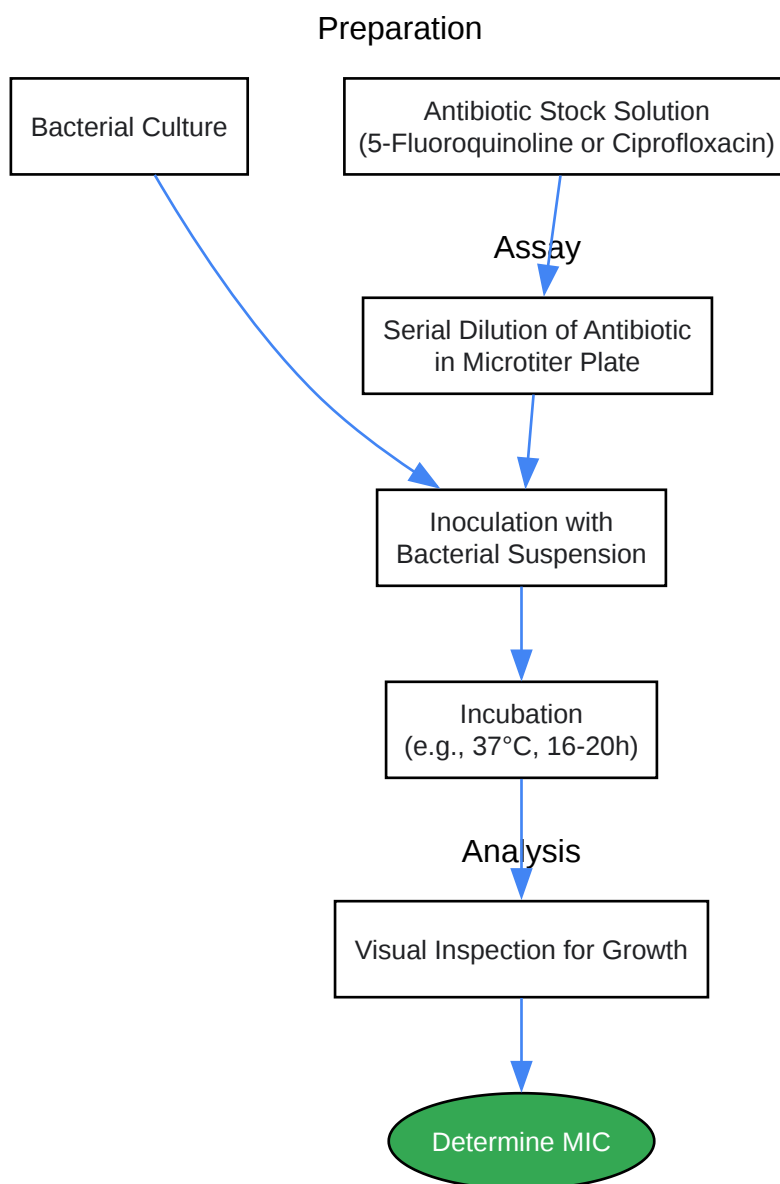 Preparation
Bacterial Culture
Antibiotic Stock Solution
(5-Fluoroquinoline or Ciprofloxacin)
Assay
Serial Dilution of Antibiotic
in Microtiter Plate
Inoculation with
Bacterial Suspension
Incubation
(e.g., 37°C, 16-20h)
Analysis
Visual Inspection for Growth
Determine MIC